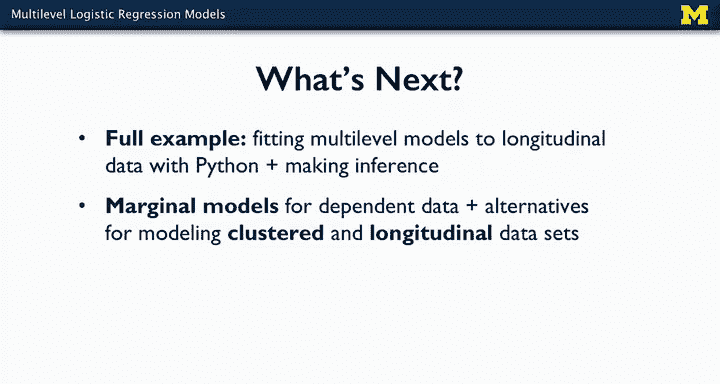 Multilevel Logistic Regression Models
M
What's Next?
• Full example: fitting multilevel models to longitudinal
data with Python + making inference
• Marginal models for dependent data + alternatives
for modeling clustered and longitudinal data sets